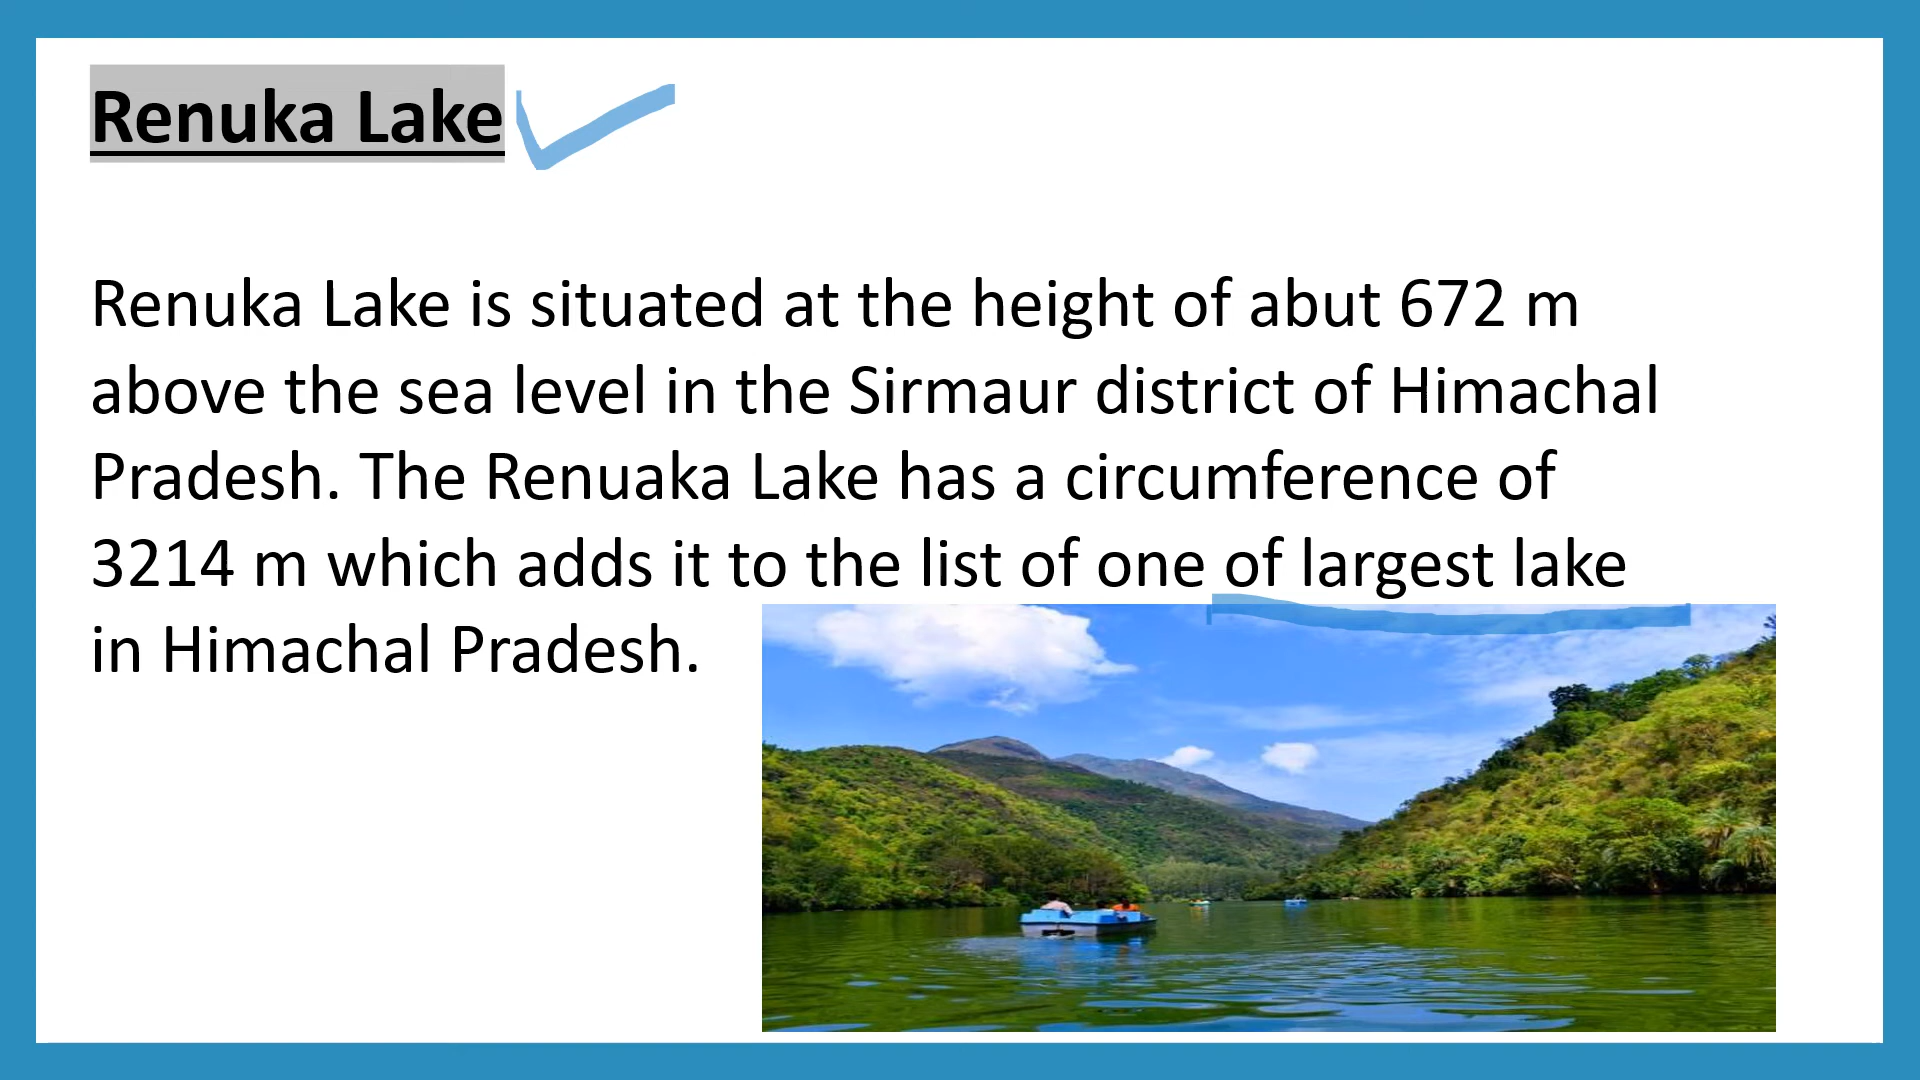 Renuka Lake
Renuka Lake is situated at the height of abut 672 m
above the sea level in the Sirmaur district of Himachal
Pradesh. The Renuaka Lake has a circumference of
3214 m which adds it to the list of one of largest lake
in Himachal Pradesh.